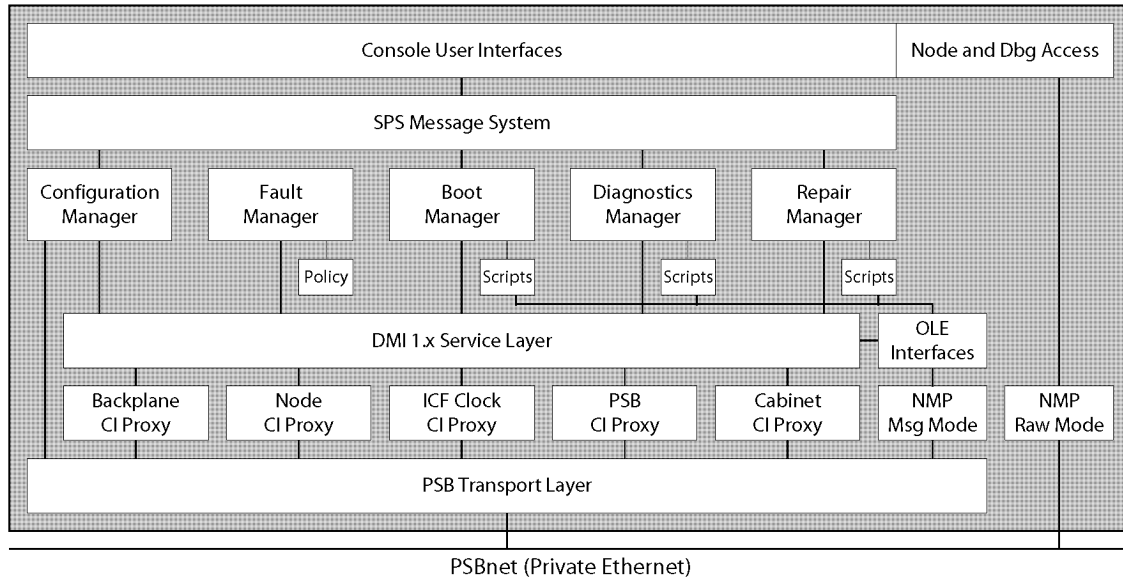 Console User Interfaces
Node and Dbg Access
SPS Message System
Configuration
Manager
Fault
Manager
Boot
Manager
Diagnostics
Manager
Repair
Manager
Policy
Scripts
Scripts
Scripts
DMI 1.x Service Layer
OLE
Interfaces
Backplane
CI Proxy
Node
CI Proxy
ICF Clock
CI Proxy
PSB
CI Proxy
Cabinet
CI Proxy
NMP
Msg Mode
NMP
Raw Mode
PSB Transport Layer
PSBnet (Private Ethernet)